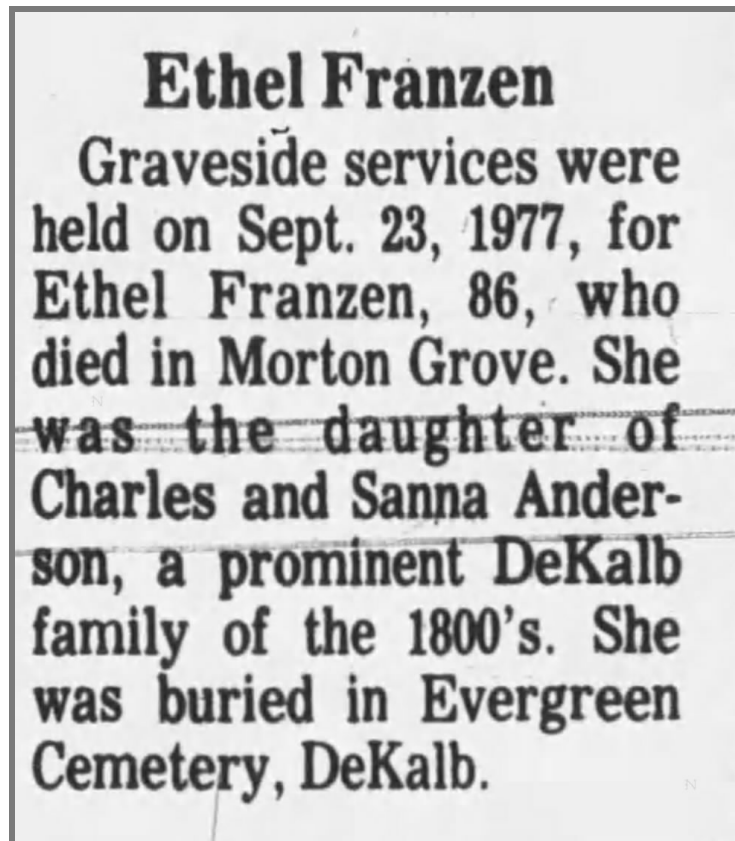 Ethel Franzen
Graveside services were
held on Sept. 23, 1977, for
Ethel Franzen, 86, who
died in Morton Grove. She
was the daughter of
Charles and Sanna Ander-
son, a prominent DeKalb
family of the 1800's. She
was buried in Evergreen
Cemetery, DeKalb.